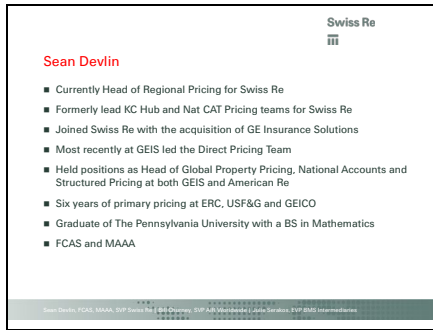 Swiss Re
Sean Devlin
■ Currently Head of Regional Pricing for Swiss Re
■ Formerly lead KC Hub and Nat CAT Pricing teams for Swiss Re
■ Joined Swiss Re with the acquisition of GE Insurance Solutions
■ Most recently at GEIS led the Direct Pricing Team
■ Held positions as Head of Global Property Pricing, National Accounts and
Structured Pricing at both GEIS and American Re
■ Six years of primary pricing at ERC, USF&G and GEICO
■ Graduate of The Pennsylvania University with a BS in Mathematics
■ FCAS and MAAA
Sean Devlin, FCAS, MAAA, SVP Swiss Re | Bill Churney, SVP AIR Worldwide | Julie Serakos, EVP BMS Intermediaries